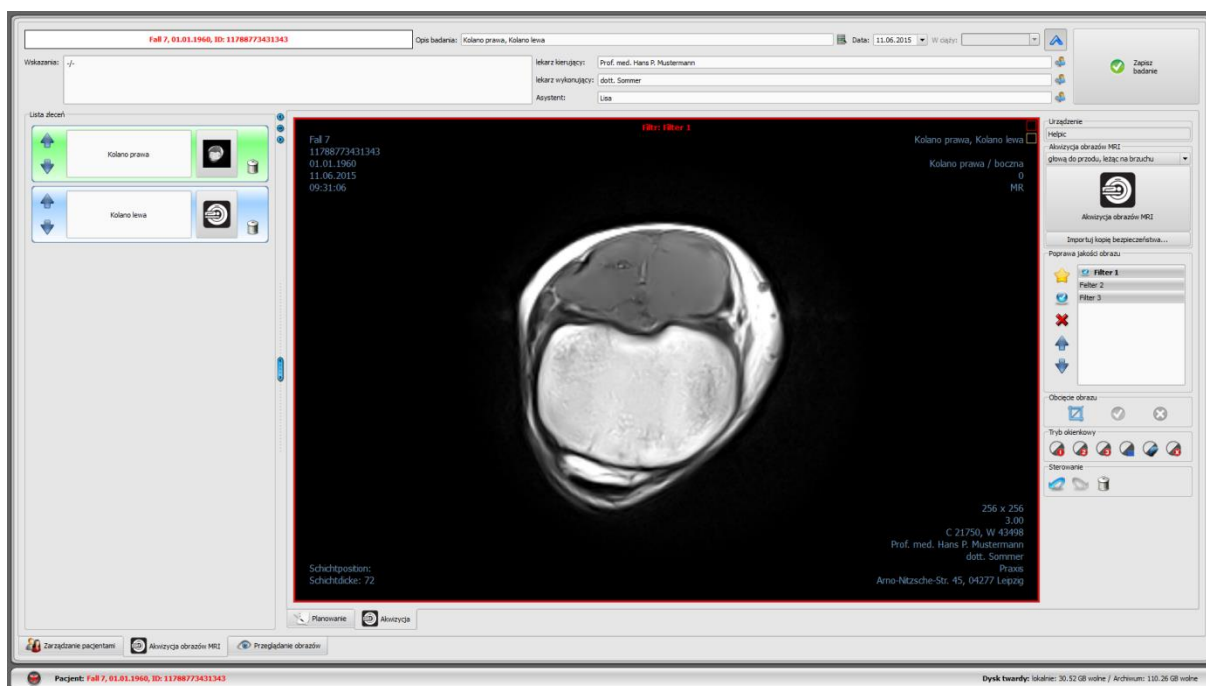 Fall 7, 01.01.1960, ID: 11788773431343
Opis badania: Kolano prawa, Kolano lewa
Data: 11.06.2015
W ciąży:
Wskazania: -/-
lekarz kierujący: Prof. med. Hans P. Mustermann
lekarz wykonujący: dott. Sommer
Asystent: Lisa
Zapisz
badanie
Lista zleceń
Kolano prawa
Kolano lewa
Filtr: Filter 1
Fall 7
11788773431343
01.01.1960
11.06.2015
09:31:06
Kolano prawa, Kolano lewa
Kolano prawa / boczna
0
MR
256 x 256
3.00
C 21750, W 43498
Prof. med. Hans P. Mustermann
dott. Sommer
Praxis
Arno-Nitzsche-Str. 45, 04277 Leipzig
Schichtposition:
Schichtdicke: 72
Urządzenie
Helpic
Akwizycja obrazów MRI
głową do przodu, leżąc na brzuchu
Akwizycja obrazów MRI
Importuj kopię bezpieczeństwa...
Poprawa jakości obrazu
Filter 1
Felter 2
Filter 3
Obcięcie obrazu
Tryb okienkowy
Sterowanie
Planowanie
Akwizycja
Zarządzanie pacjentami
Akwizycja obrazów MRI
Przeglądanie obrazów
Pacjent: Fall 7, 01.01.1960, ID: 11788773431343
Dysk twardy: lokalnie: 30.52 GB wolne / Archiwum: 110.26 GB wolne